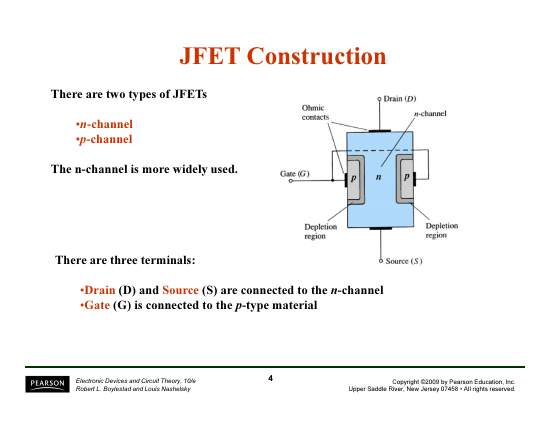 JFET Construction
There are two types of JFETs
•n-channel
•p-channel
The n-channel is more widely used.
Drain (D)
Ohmic
contacts
n-channel
Gate (G)
p
n
p
Depletion
region
Depletion
region
Source (S)
There are three terminals:
•Drain (D) and Source (S) are connected to the n-channel
•Gate (G) is connected to the p-type material
PEARSON
Electronic Devices and Circuit Theory, 10/e
Robert L. Boylestad and Louis Nashelsky
4
Copyright ©2009 by Pearson Education, Inc.
Upper Saddle River, New Jersey 07458 • All rights reserved.